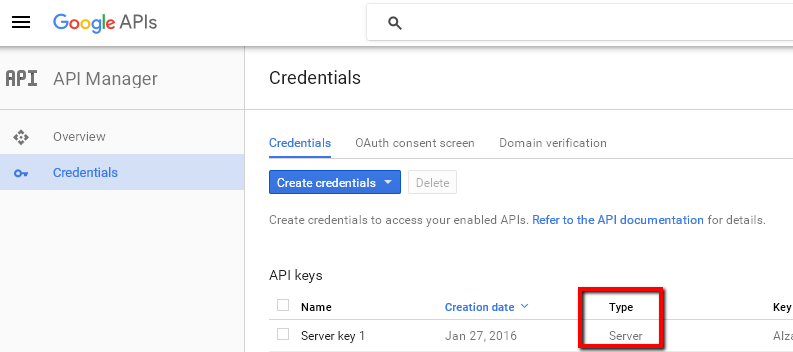 Google APIs
API API Manager
Credentials
Overview
Credentials
Credentials OAuth consent screen Domain verification
Create credentials Delete
Create credentials to access your enabled APIs. Refer to the API documentation for details.
API keys
Name Creation date Type Key
Server key 1 Jan 27, 2016 Server